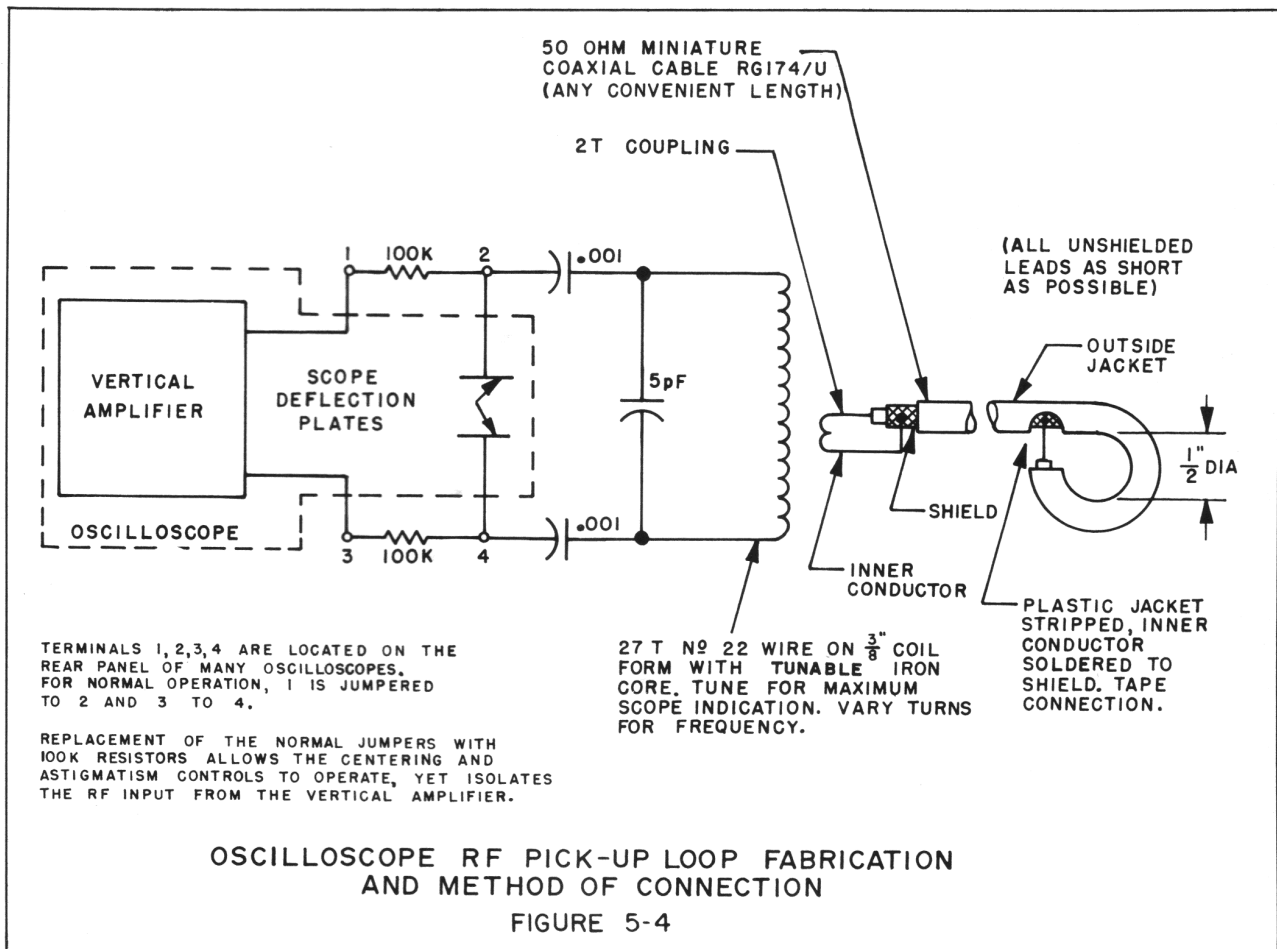 50 OHM MINIATURE
COAXIAL CABLE RG174/U
(ANY CONVENIENT LENGTH)
2T COUPLING
(ALL UNSHIELDED
LEADS AS SHORT
AS POSSIBLE)
1
100K
2
.001
VERTICAL
AMPLIFIER
SCOPE
DEFLECTION
PLATES
5pF
OUTSIDE
JACKET
1/2" DIA
SHIELD
OSCILLOSCOPE
3
100K
4
.001
INNER
CONDUCTOR
PLASTIC JACKET
STRIPPED, INNER
CONDUCTOR
SOLDERED TO
SHIELD. TAPE
CONNECTION.
27 T Nº 22 WIRE ON 3/8" COIL
FORM WITH TUNABLE IRON
CORE. TUNE FOR MAXIMUM
SCOPE INDICATION. VARY TURNS
FOR FREQUENCY.
TERMINALS 1,2,3,4 ARE LOCATED ON THE
REAR PANEL OF MANY OSCILLOSCOPES.
FOR NORMAL OPERATION, 1 IS JUMPERED
TO 2 AND 3 TO 4.
REPLACEMENT OF THE NORMAL JUMPERS WITH
100K RESISTORS ALLOWS THE CENTERING AND
ASTIGMATISM CONTROLS TO OPERATE, YET ISOLATES
THE RF INPUT FROM THE VERTICAL AMPLIFIER.
OSCILLOSCOPE RF PICK-UP LOOP FABRICATION
AND METHOD OF CONNECTION
FIGURE 5-4